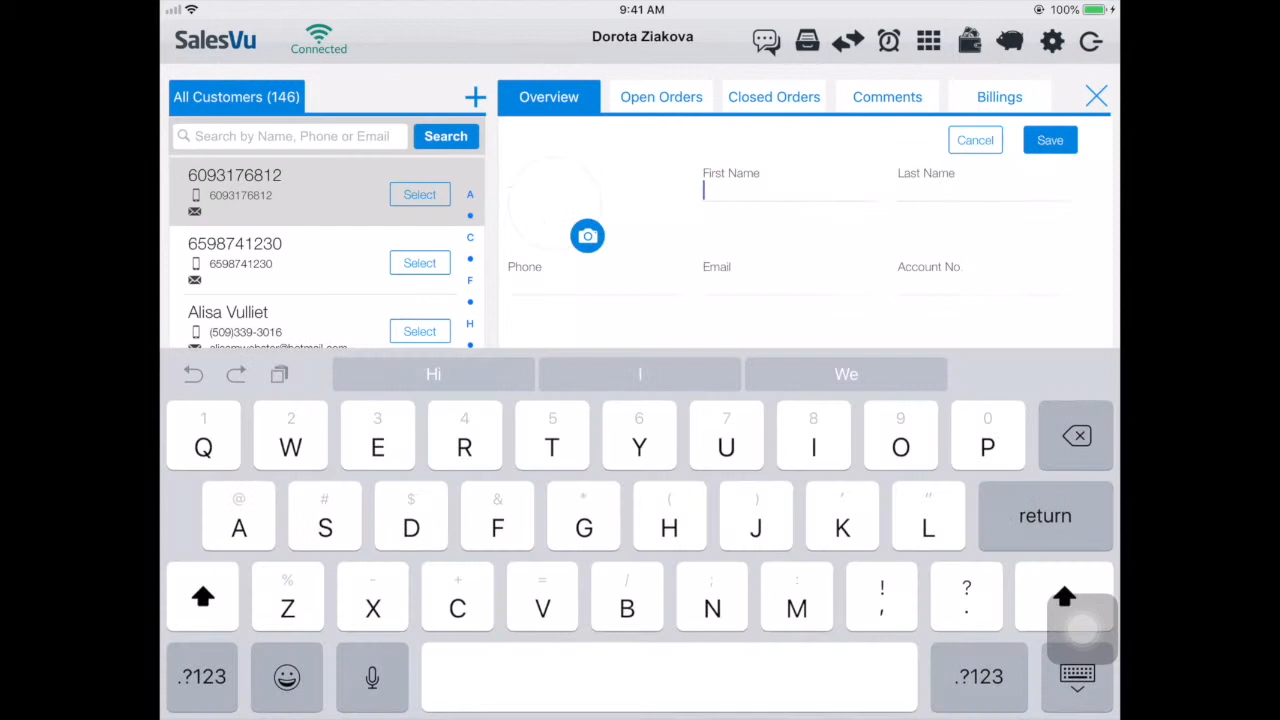 9:41 AM
100%
SalesVu
Connected
Dorota Ziakova
All Customers (146)
+
Overview
Open Orders
Closed Orders
Comments
Billings
Search by Name, Phone or Email
Search
Cancel
Save
6093176812
6093176812
Select
A
C
F
H
6598741230
6598741230
Select
Alisa Vulliet
(509)339-3016
alisamwebster@hotmail.com
Select
First Name
Last Name
Phone
Email
Account No.
Hi
I
We
1 2 3 4 5 6 7 8 9 0
Q W E R T Y U I O P
@ # $ & * ( ) ' "
A S D F G H J K L
return
% - + = / ; : ! ?
Z X C V B N M , .
.?123
.?123